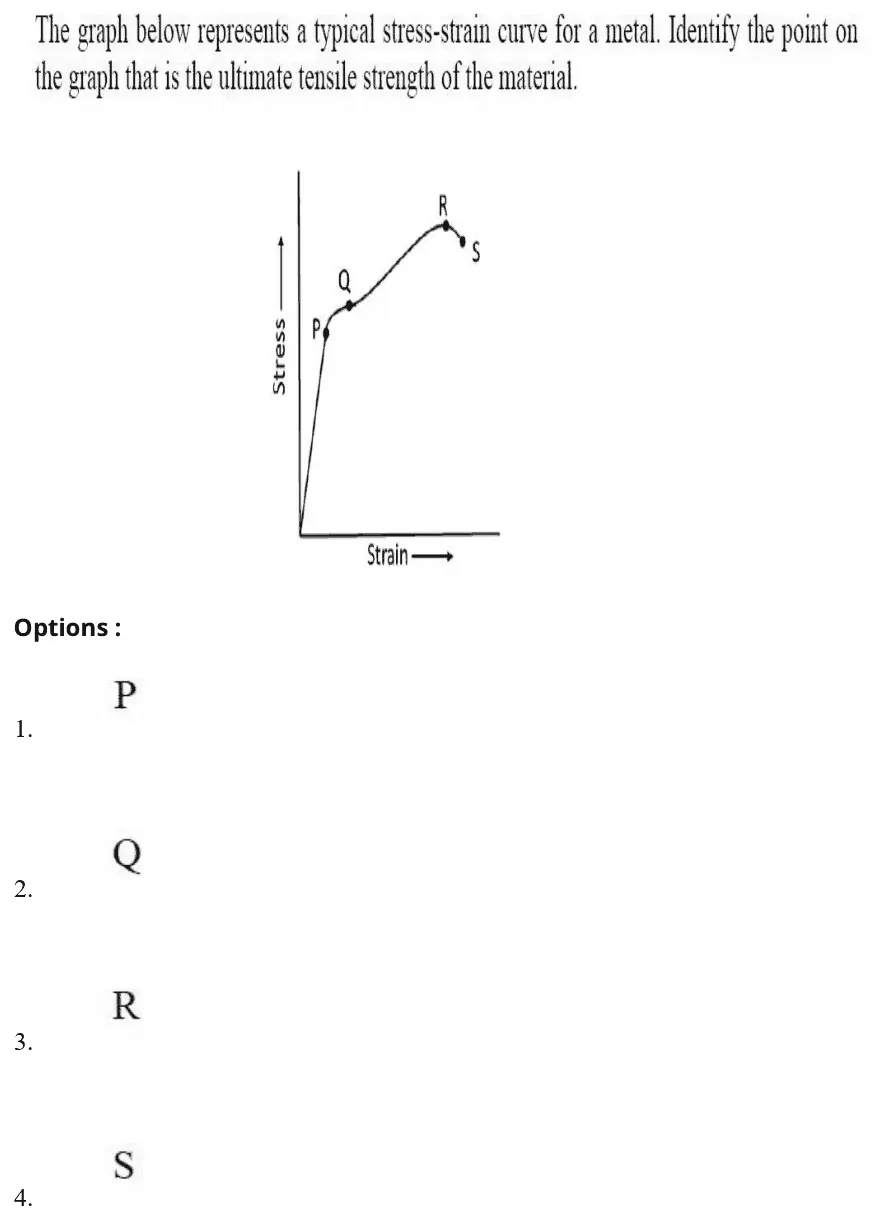 The graph below represents a typical stress-strain curve for a metal. Identify the point on
the graph that is the ultimate tensile strength of the material.
R
S
Q
P
Stress
Strain
Options :
P
1.
Q
2.
R
3.
S
4.